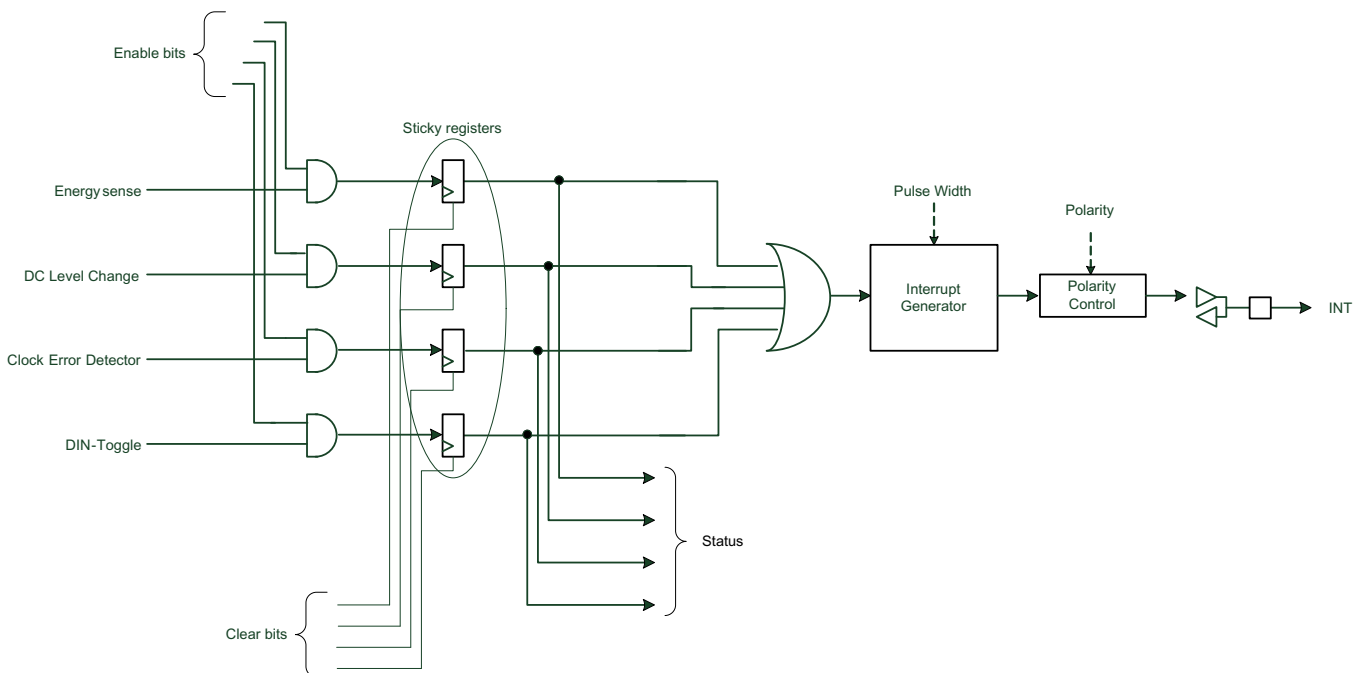 Enable bits
Sticky registers
Energy sense
Pulse Width
Polarity
DC Level Change
Interrupt
Generator
Polarity
Control
INT
Clock Error Detector
DIN-Toggle
Status
Clear bits